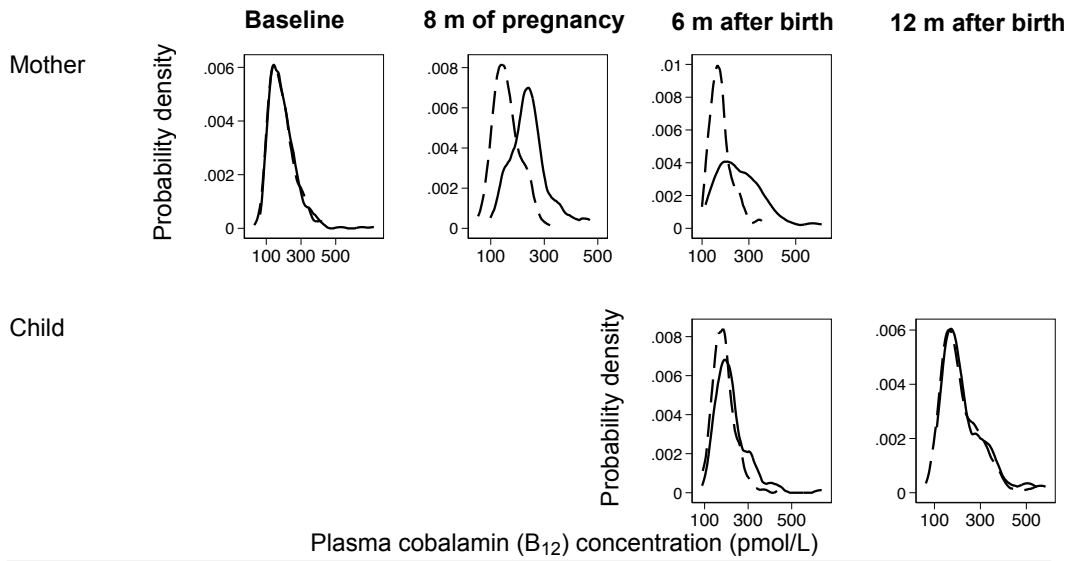 Baseline 8 m of pregnancy 6 m after birth 12 m after birth
Mother
Probability density
.006
.004
.002
0
100 300 500
.008
.006
.004
.002
0
100 300 500
.01
.008
.006
.004
.002
0
100 300 500
Child
Probability density
.008
.006
.004
.002
0
100 300 500
.006
.004
.002
0
100 300 500
Plasma cobalamin (B₁₂) concentration (pmol/L)